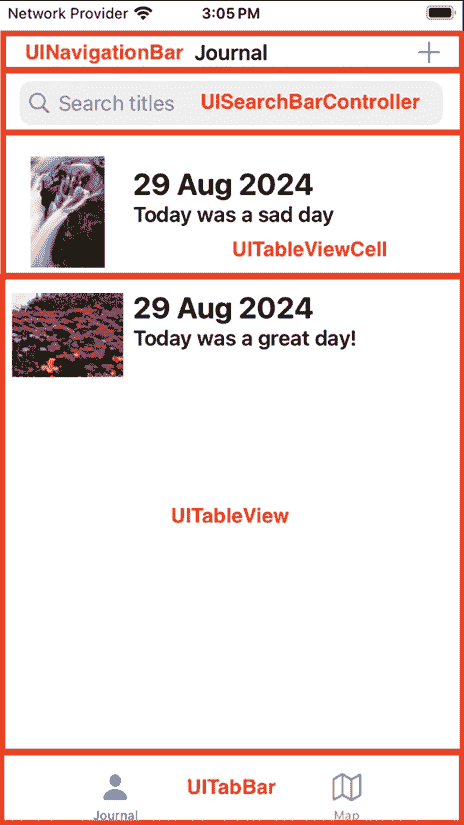 Network Provider 3:05 PM
UINavigationBar Journal
Search titles UISearchBarController
29 Aug 2024
Today was a sad day
UITableViewCell
29 Aug 2024
Today was a great day!
UITableView
UITabBar
Journal Map